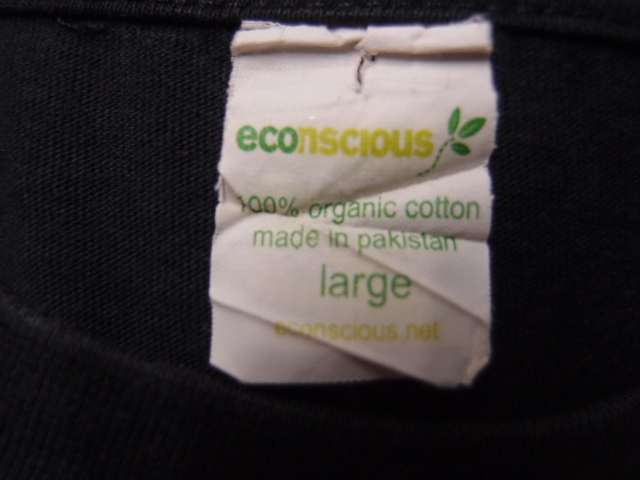 econscious
100% organic cotton
made in pakistan
large
econscious.net